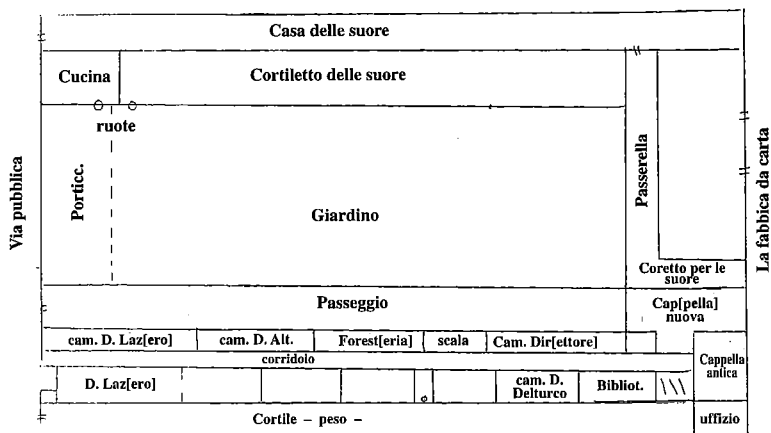 Casa delle suore
Cucina
Cortiletto delle suore
ruote
Via pubblica
Porticc.
Giardino
Passerella
La fabbica da carta
Coretto per le
suore
Passeggio
Cap[pella]
nuova
cam. D. Laz[ero]
cam. D. Alt.
Forest[eria]
scala
Cam. Dir[ettore]
corridoio
Cappella
antica
D. Laz[ero]
cam. D.
Delturco
Bibliot.
Cortile – peso –
uffizio